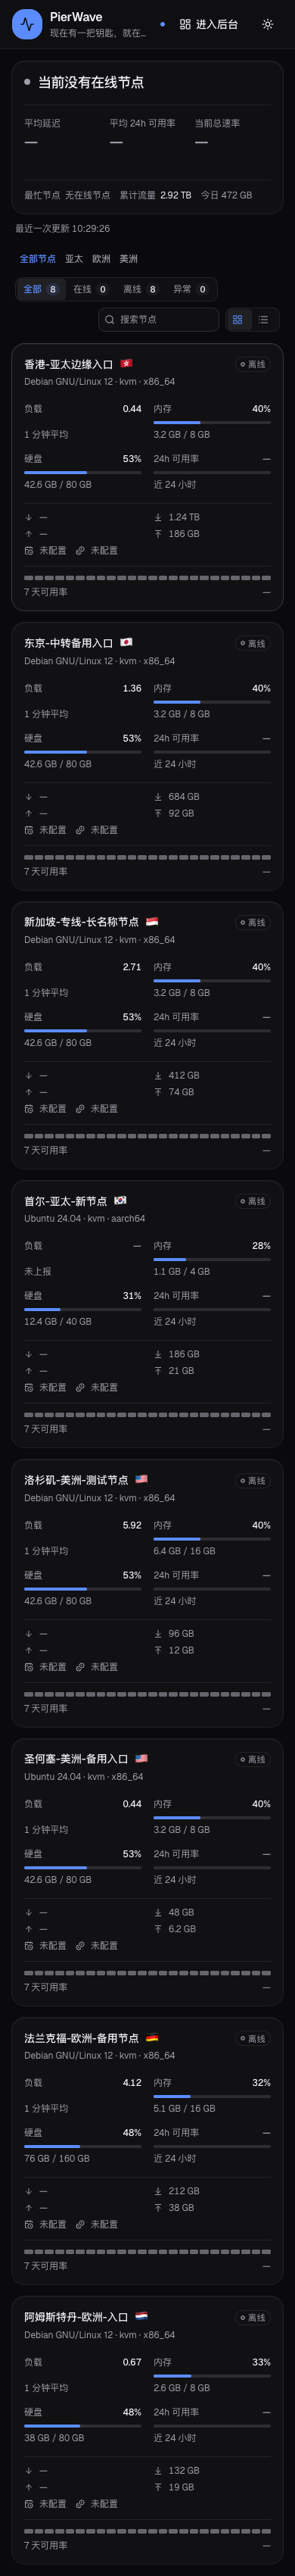 PierWave
现在有一把钥匙，就在…
进入后台
当前没有在线节点
平均延迟 平均 24h 可用率 当前总速率
— — —
最忙节点 无在线节点 累计流量 2.92 TB 今日 472 GB
最近一次更新 10:29:26
全部节点 亚太 欧洲 美洲
全部 8 在线 0 离线 8 异常 0
搜索节点
香港-亚太边缘入口 离线
Debian GNU/Linux 12 · kvm · x86_64
负载 0.44 内存 40%
1 分钟平均 3.2 GB / 8 GB
硬盘 53% 24h 可用率 —
42.6 GB / 80 GB 近 24 小时
↓ — 1.24 TB
↑ — 186 GB
未配置 未配置
7 天可用率 —
东京-中转备用入口 离线
Debian GNU/Linux 12 · kvm · x86_64
负载 1.36 内存 40%
1 分钟平均 3.2 GB / 8 GB
硬盘 53% 24h 可用率 —
42.6 GB / 80 GB 近 24 小时
↓ — 684 GB
↑ — 92 GB
未配置 未配置
7 天可用率 —
新加坡-专线-长名称节点 离线
Debian GNU/Linux 12 · kvm · x86_64
负载 2.71 内存 40%
1 分钟平均 3.2 GB / 8 GB
硬盘 53% 24h 可用率 —
42.6 GB / 80 GB 近 24 小时
↓ — 412 GB
↑ — 74 GB
未配置 未配置
7 天可用率 —
首尔-亚太-新节点 离线
Ubuntu 24.04 · kvm · aarch64
负载 — 内存 28%
未上报 1.1 GB / 4 GB
硬盘 31% 24h 可用率 —
12.4 GB / 40 GB 近 24 小时
↓ — 186 GB
↑ — 21 GB
未配置 未配置
7 天可用率 —
洛杉矶-美洲-测试节点 离线
Debian GNU/Linux 12 · kvm · x86_64
负载 5.92 内存 40%
1 分钟平均 6.4 GB / 16 GB
硬盘 53% 24h 可用率 —
42.6 GB / 80 GB 近 24 小时
↓ — 96 GB
↑ — 12 GB
未配置 未配置
7 天可用率 —
圣何塞-美洲-备用入口 离线
Ubuntu 24.04 · kvm · x86_64
负载 0.44 内存 40%
1 分钟平均 3.2 GB / 8 GB
硬盘 53% 24h 可用率 —
42.6 GB / 80 GB 近 24 小时
↓ — 48 GB
↑ — 6.2 GB
未配置 未配置
7 天可用率 —
法兰克福-欧洲-备用节点 离线
Debian GNU/Linux 12 · kvm · x86_64
负载 4.12 内存 32%
1 分钟平均 5.1 GB / 16 GB
硬盘 48% 24h 可用率 —
76 GB / 160 GB 近 24 小时
↓ — 212 GB
↑ — 38 GB
未配置 未配置
7 天可用率 —
阿姆斯特丹-欧洲-入口 离线
Debian GNU/Linux 12 · kvm · x86_64
负载 0.67 内存 33%
1 分钟平均 2.6 GB / 8 GB
硬盘 48% 24h 可用率 —
38 GB / 80 GB 近 24 小时
↓ — 132 GB
↑ — 19 GB
未配置 未配置
7 天可用率 —